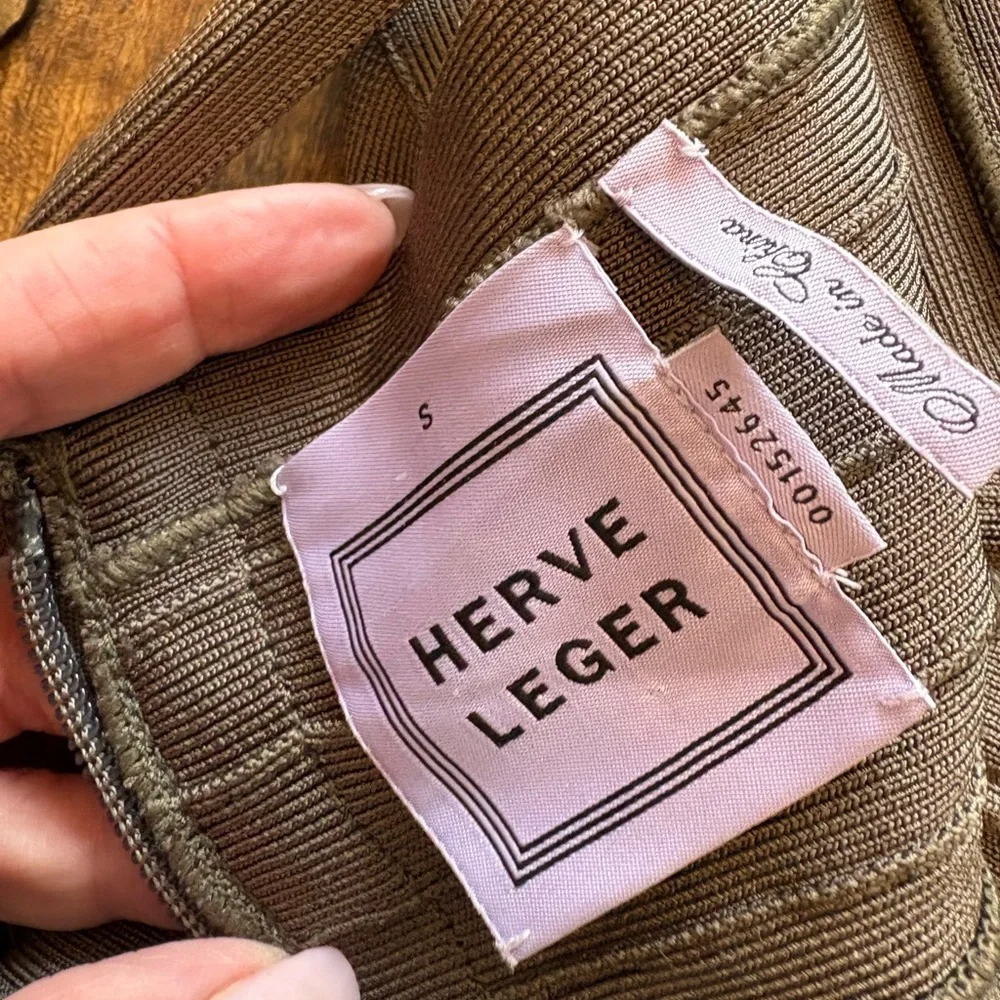 S
HERVE
LEGER
00152645
Made in China